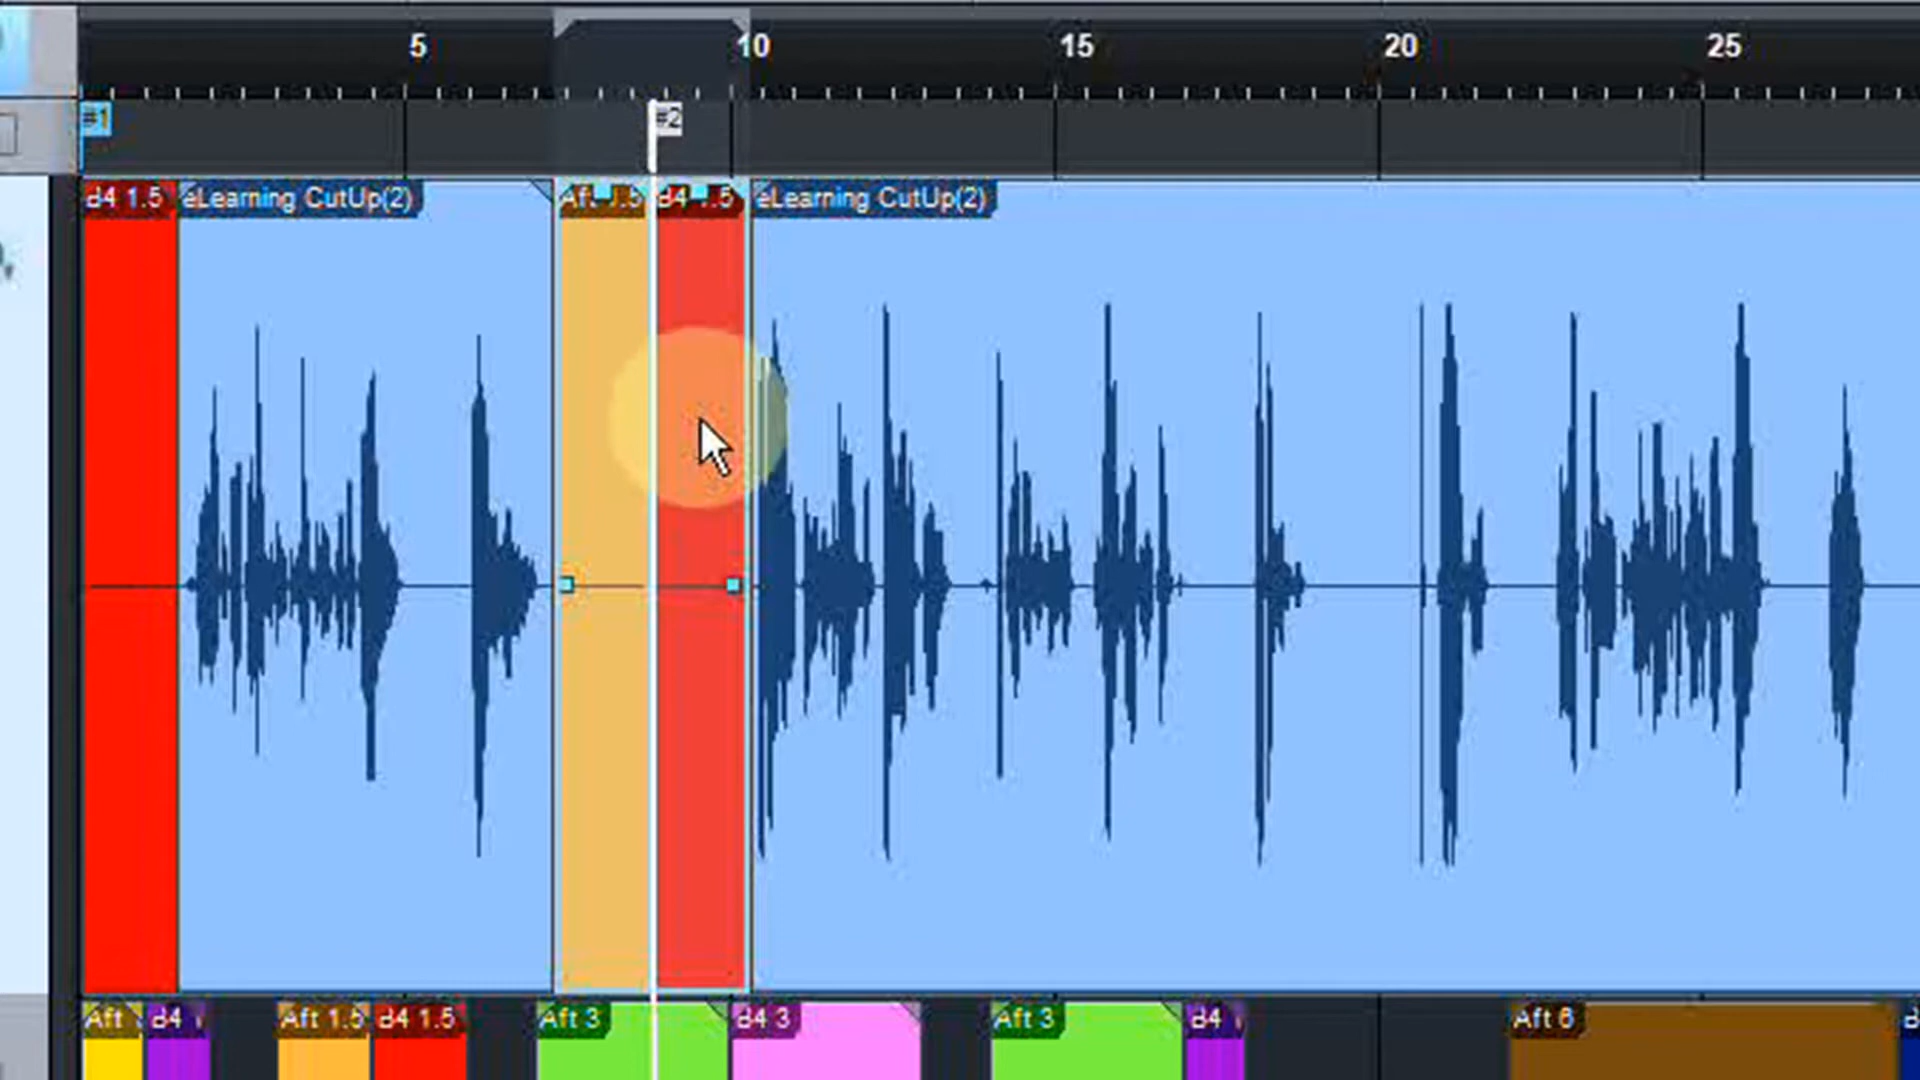 5 10 15 20 25
#1 #2
B4 1.5 eLearning CutUp(2) Aft 1.5 B4 1.5 eLearning CutUp(2)
Aft B4 Aft 1.5 B4 1.5 Aft 3 B4 3 Aft 3 B4 Aft 6